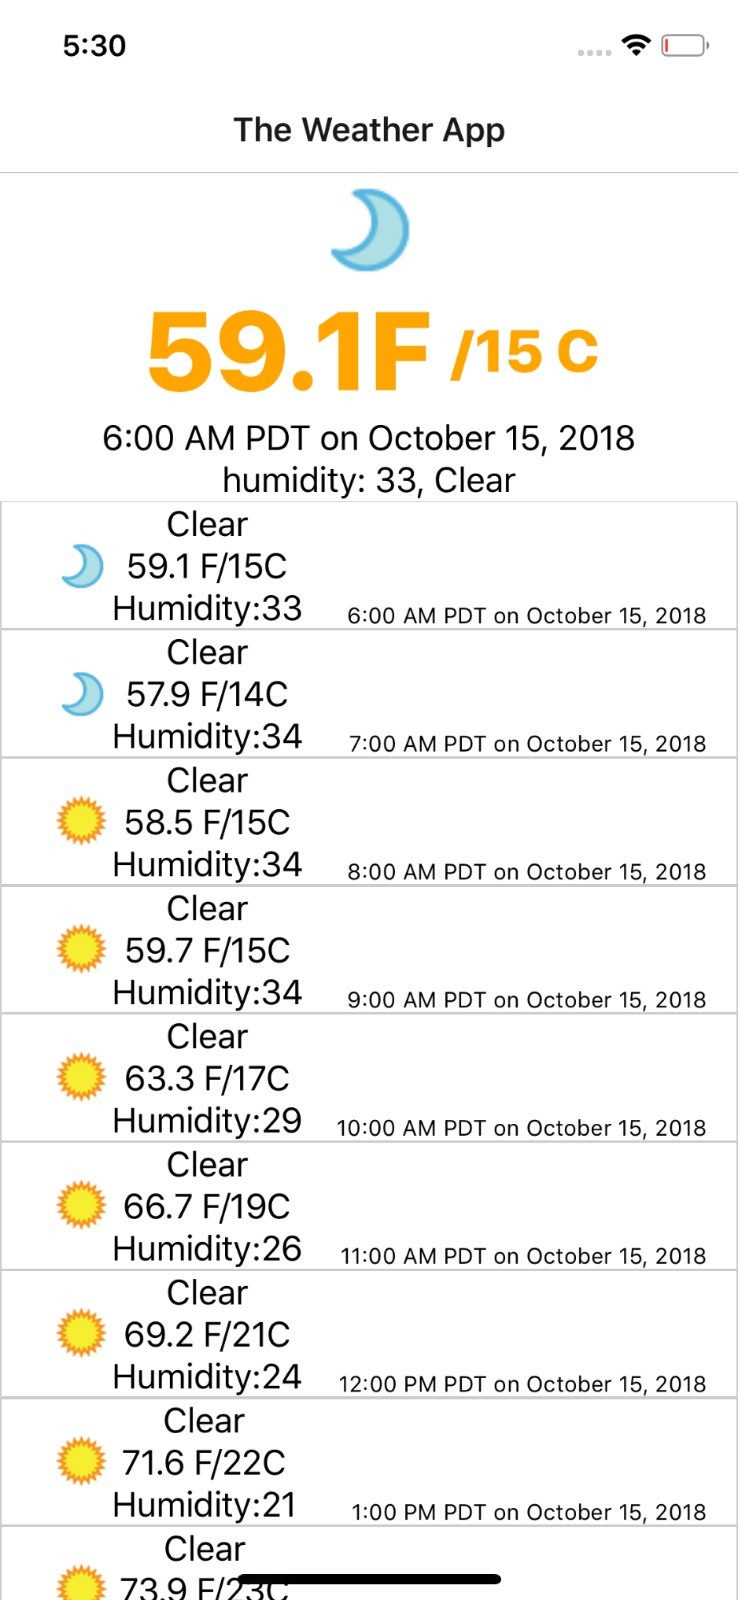 5:30
The Weather App
59.1F /15 C
6:00 AM PDT on October 15, 2018
humidity: 33, Clear
Clear
59.1 F/15C
Humidity:33
6:00 AM PDT on October 15, 2018
Clear
57.9 F/14C
Humidity:34
7:00 AM PDT on October 15, 2018
Clear
58.5 F/15C
Humidity:34
8:00 AM PDT on October 15, 2018
Clear
59.7 F/15C
Humidity:34
9:00 AM PDT on October 15, 2018
Clear
63.3 F/17C
Humidity:29
10:00 AM PDT on October 15, 2018
Clear
66.7 F/19C
Humidity:26
11:00 AM PDT on October 15, 2018
Clear
69.2 F/21C
Humidity:24
12:00 PM PDT on October 15, 2018
Clear
71.6 F/22C
Humidity:21
1:00 PM PDT on October 15, 2018
Clear
73.9 F/23C